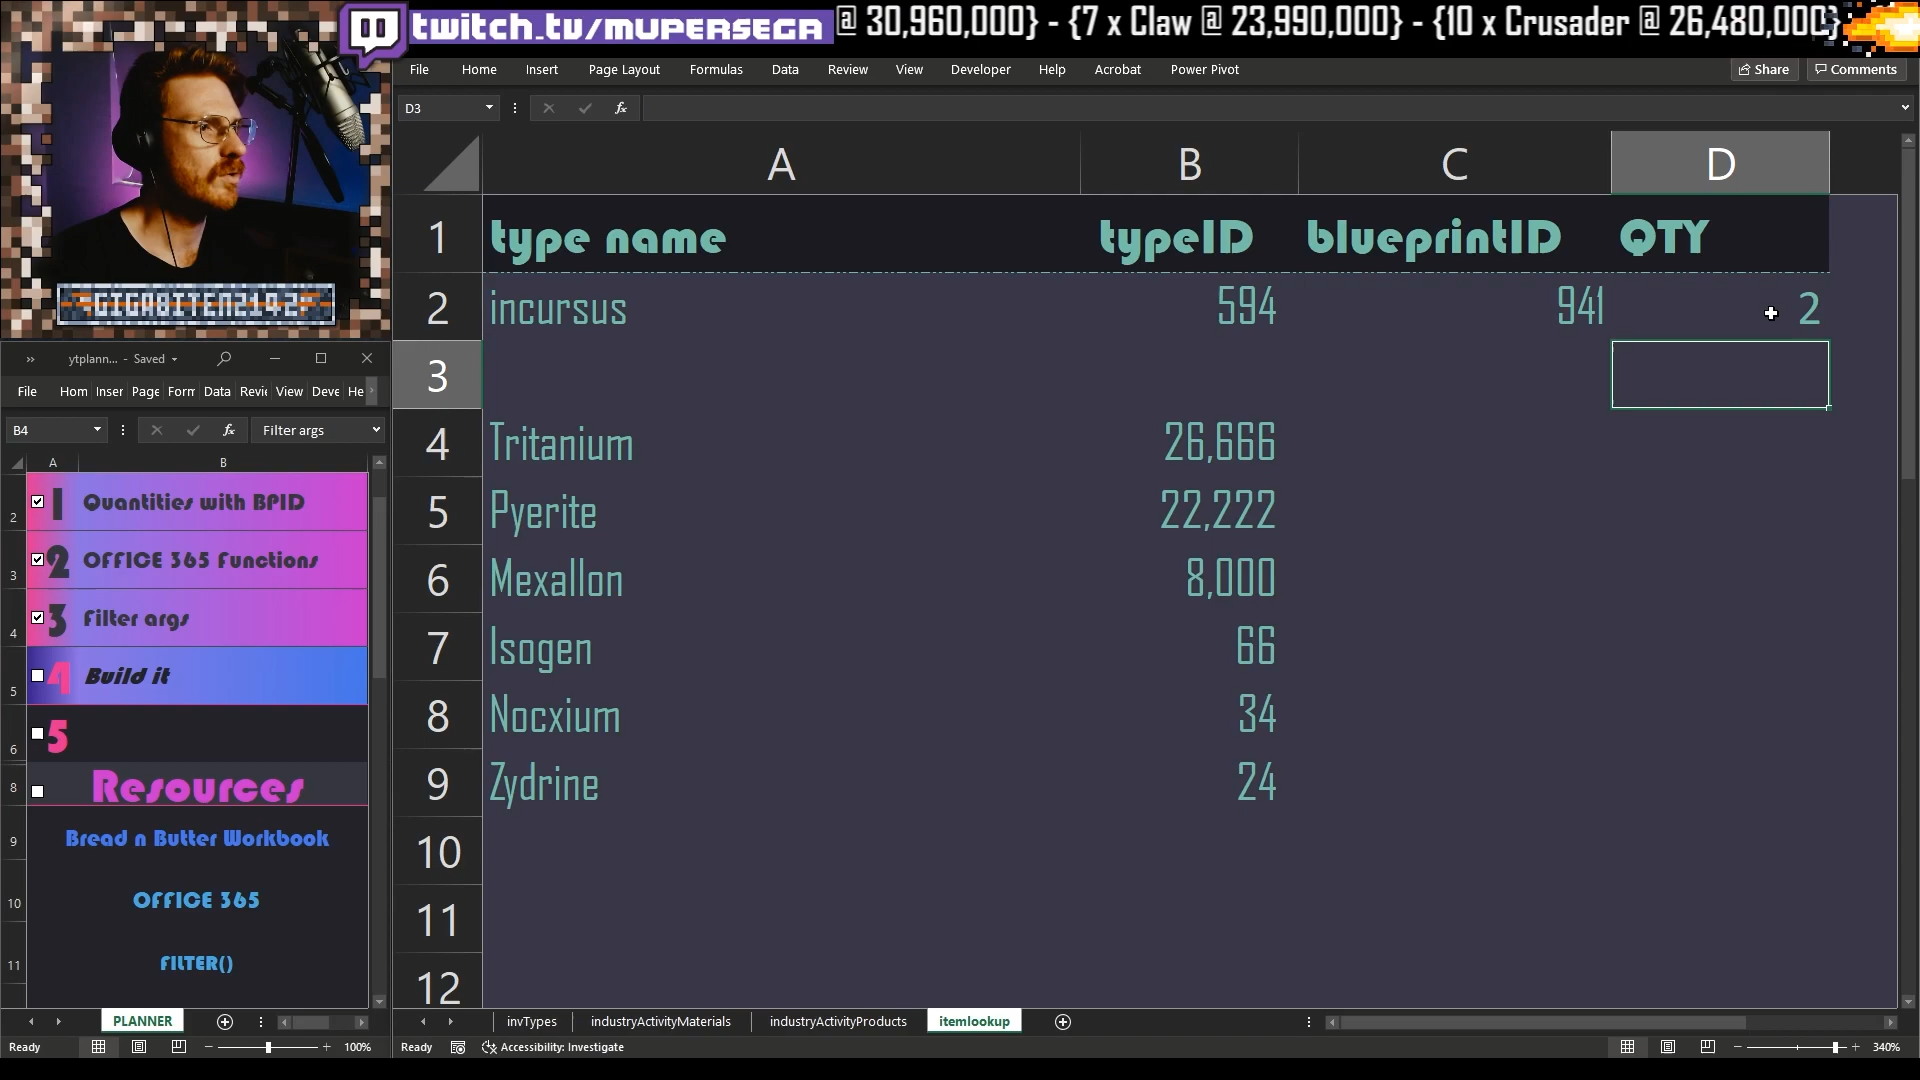 twitch.tv/MUPERSEGA
@ 30,960,000} - {7 x Claw @ 23,990,000} - {10 x Crusader @ 26,480,000}
File Home Insert Page Layout Formulas Data Review View Developer Help Acrobat Power Pivot Share Comments
D3 fx
A B C D
1 type name typeID blueprintID QTY
2 incursus 594 941 2
3
4 Tritanium 26,666
5 Pyerite 22,222
6 Mexallon 8,000
7 Isogen 66
8 Nocxium 34
9 Zydrine 24
10
11
12
invTypes industryActivityMaterials industryActivityProducts itemlookup
Ready Accessibility: Investigate 340%
ytplann... - Saved
File Hom Inser Page Form Data Revie View Deve He
B4 fx Filter args
A B
2 1 Quantities with BPID
3 2 OFFICE 365 Functions
4 3 Filter args
5 4 Build it
6 5
8 Resources
9 Bread n Butter Workbook
10 OFFICE 365
11 FILTER()
PLANNER
Ready 100%